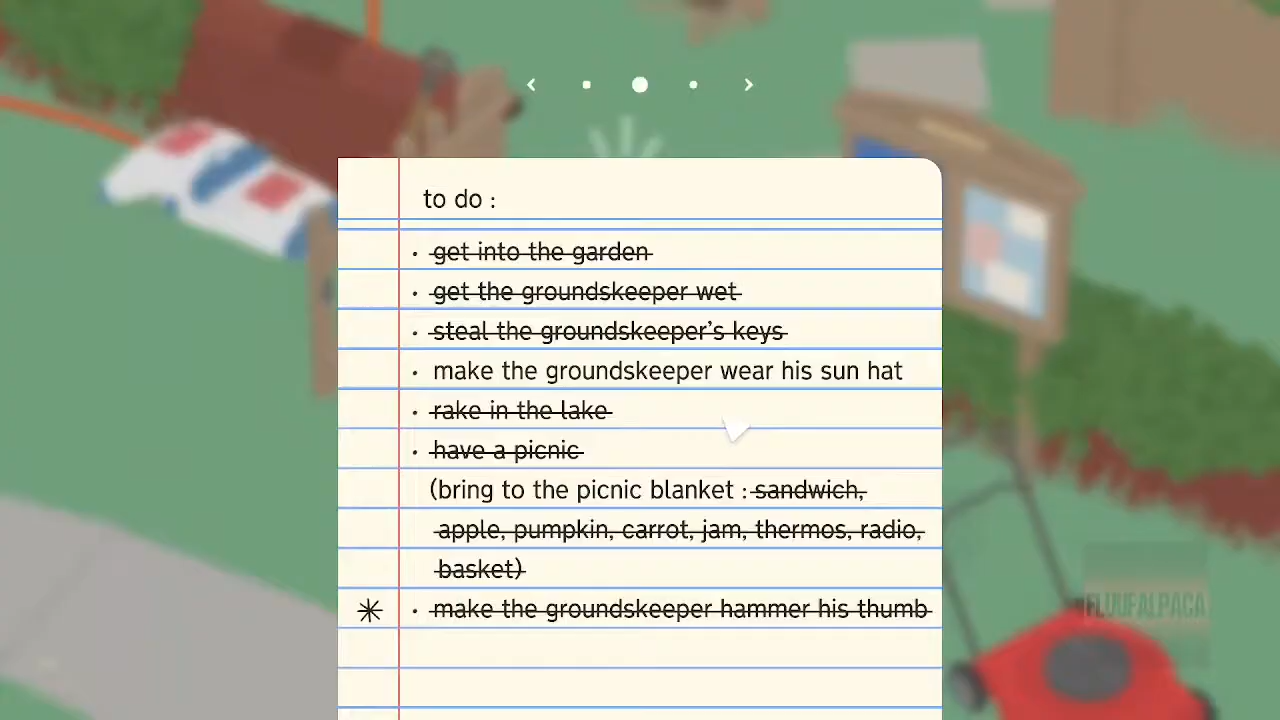 to do :
· get into the garden
· get the groundskeeper wet
· steal the groundskeeper’s keys
· make the groundskeeper wear his sun hat
· rake in the lake
· have a picnic
(bring to the picnic blanket : sandwich,
apple, pumpkin, carrot, jam, thermos, radio,
basket)
· make the groundskeeper hammer his thumb
FLUUFALPACA